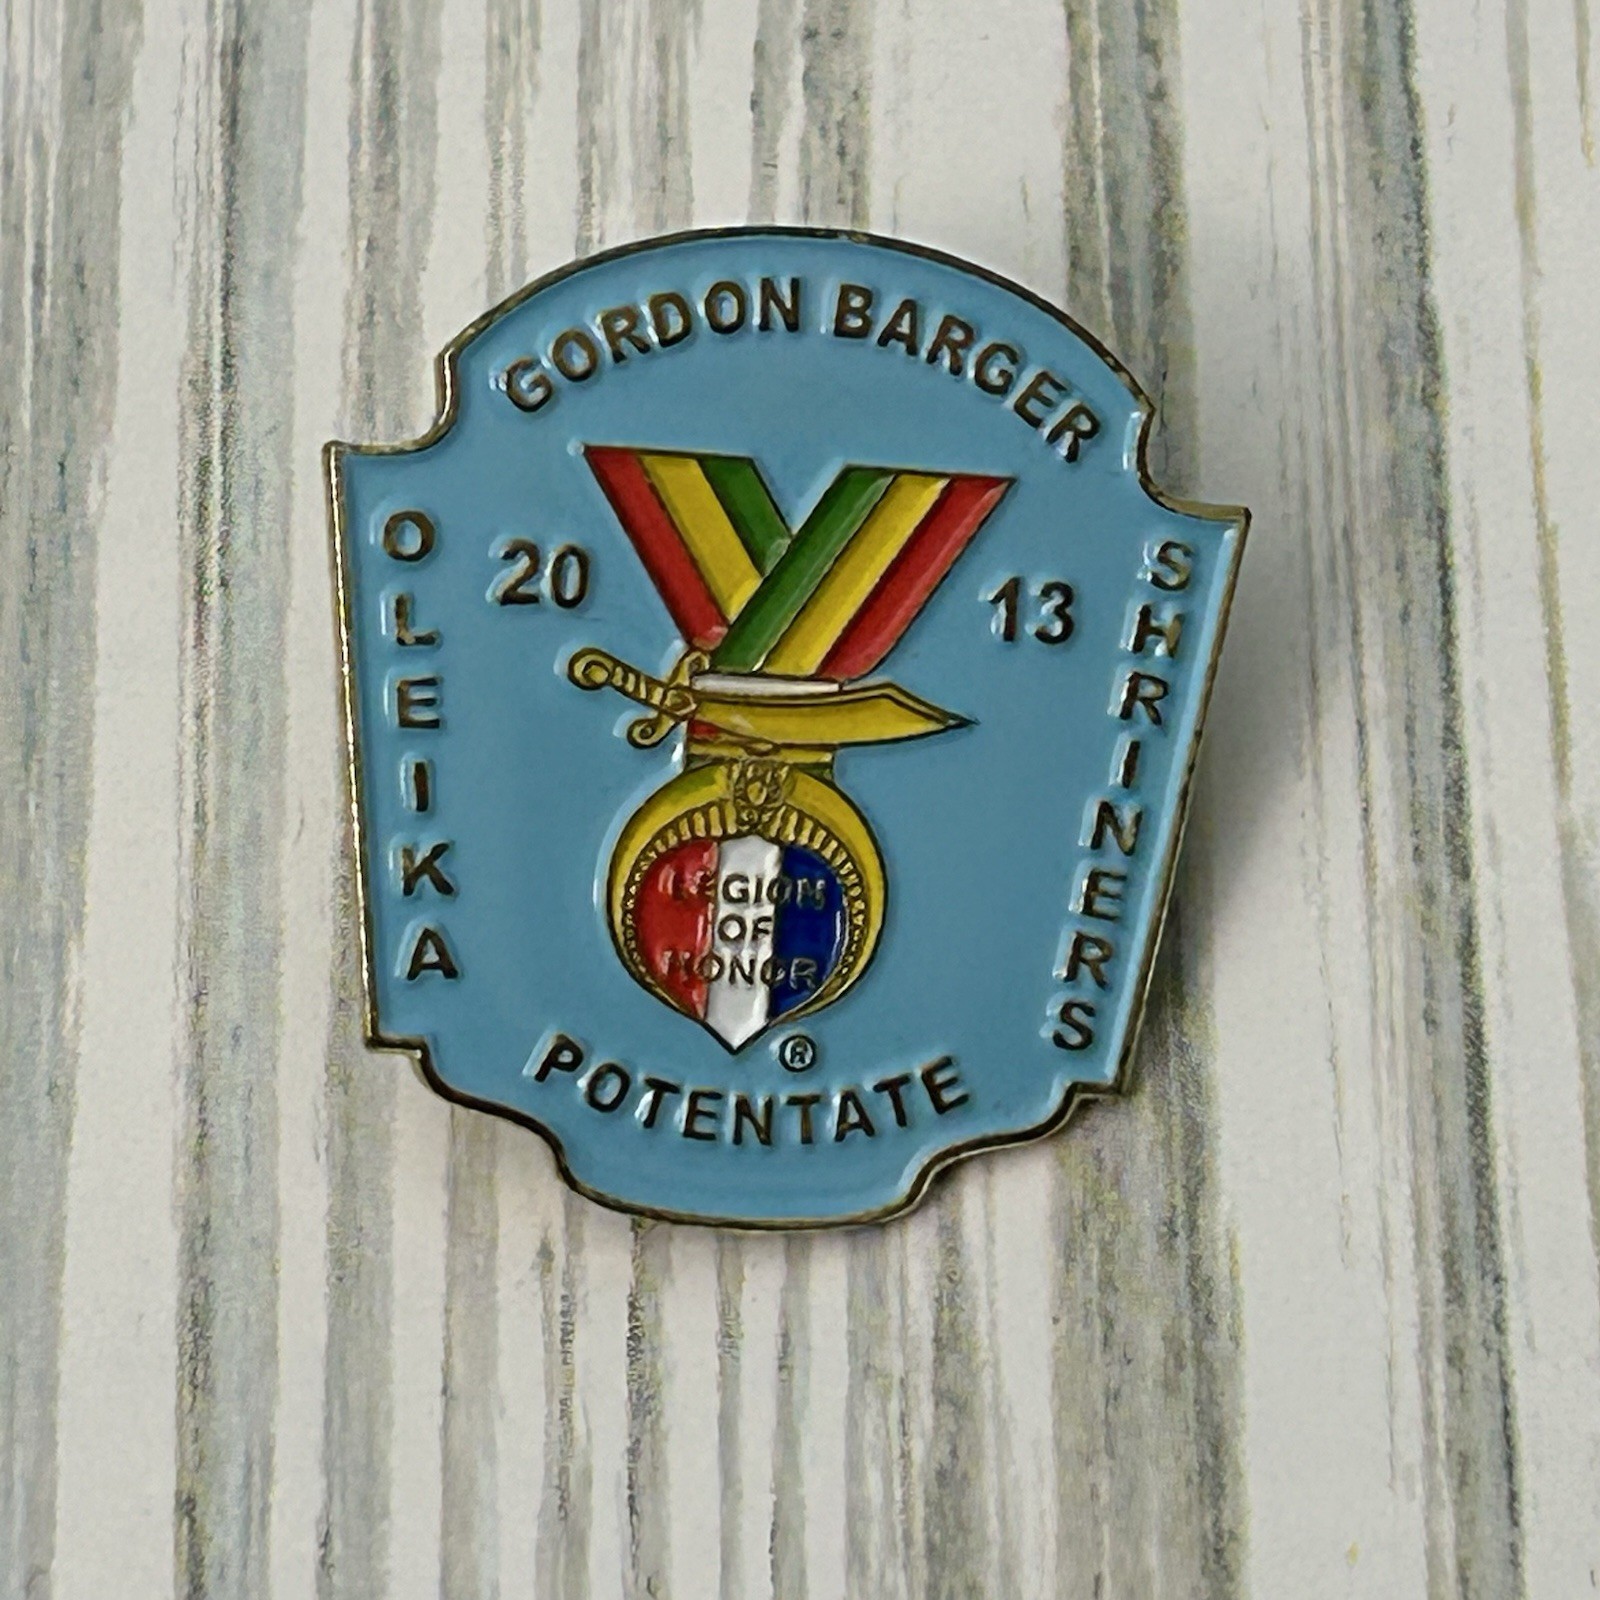 GORDON BARGER
OLEIKA
20
13
SHRINERS
LEGION
OF
HONOR
®
POTENTATE